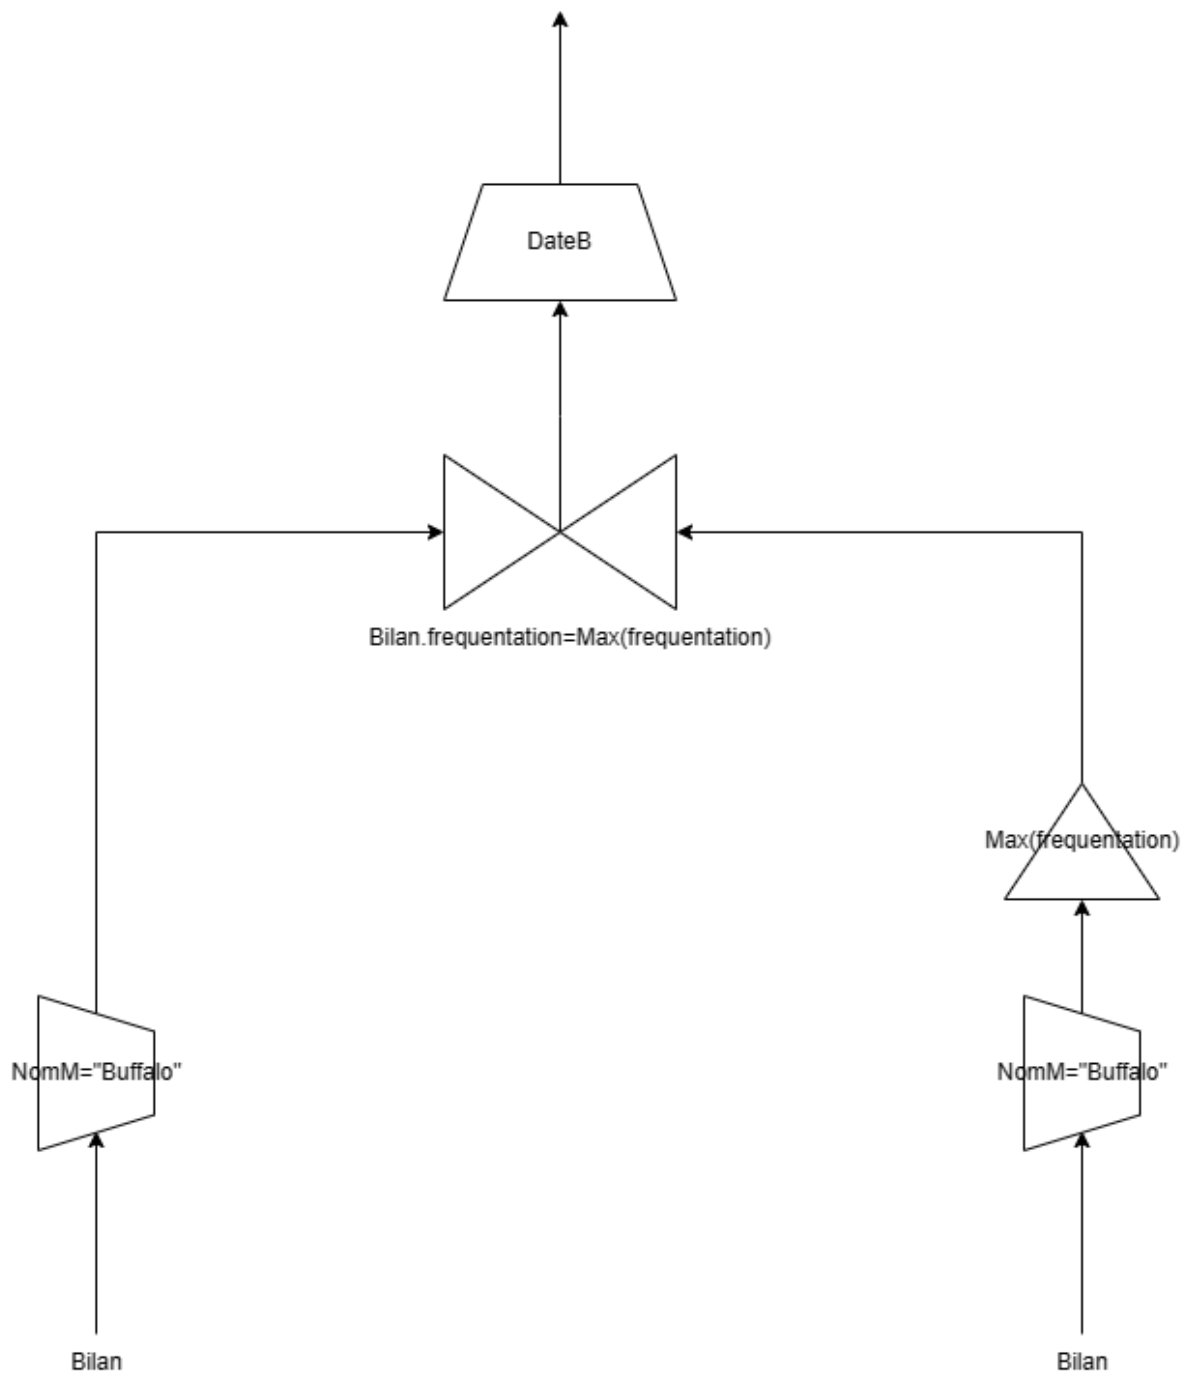 DateB
Bilan.frequentation=Max(frequentation)
Max(frequentation)
NomM="Buffalo"
NomM="Buffalo"
Bilan
Bilan